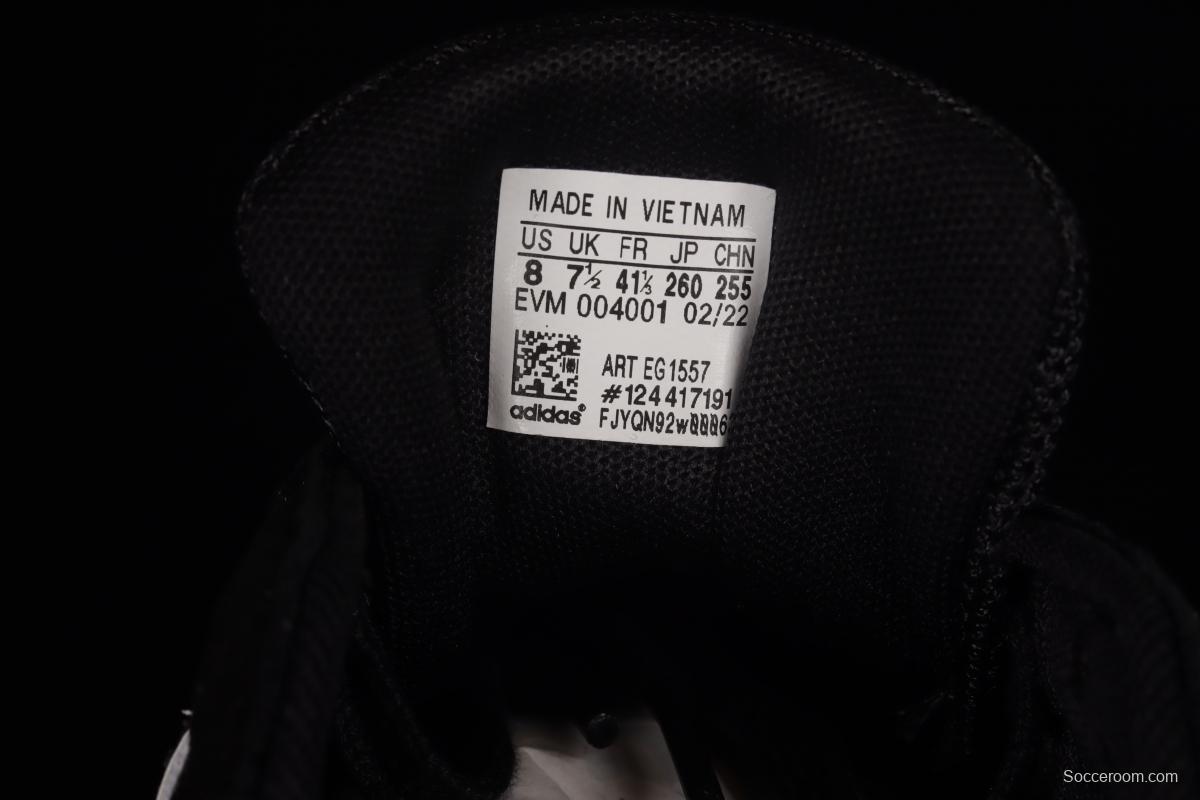 MADE IN VIETNAM
US UK FR JP CHN
8 7½ 41⅓ 260 255
EVM 004001 02/22
ART EG1557
#124417191
adidas®
Socceroom.com